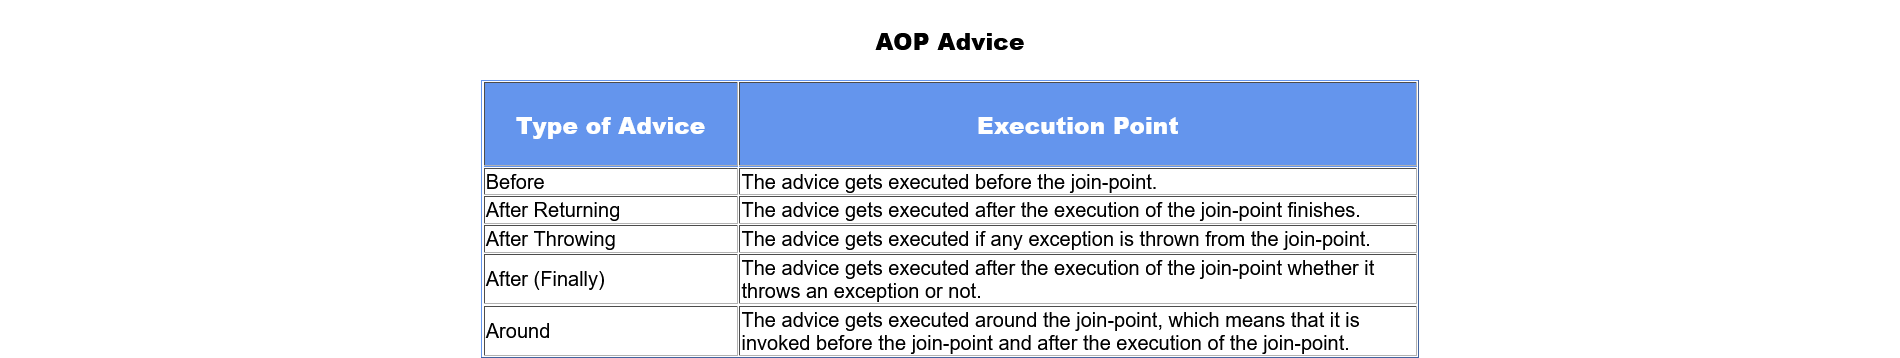 AOP Advice
Type of Advice
Execution Point
Before
The advice gets executed before the join-point.
After Returning
The advice gets executed after the execution of the join-point finishes.
After Throwing
The advice gets executed if any exception is thrown from the join-point.
After (Finally)
The advice gets executed after the execution of the join-point whether it
throws an exception or not.
Around
The advice gets executed around the join-point, which means that it is
invoked before the join-point and after the execution of the join-point.